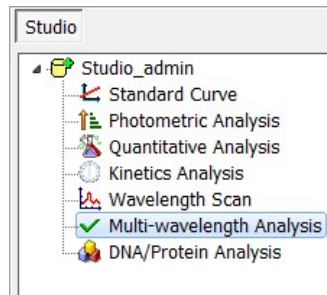 Studio
Studio_admin
Standard Curve
Photometric Analysis
Quantitative Analysis
Kinetics Analysis
Wavelength Scan
Multi-wavelength Analysis
DNA/Protein Analysis